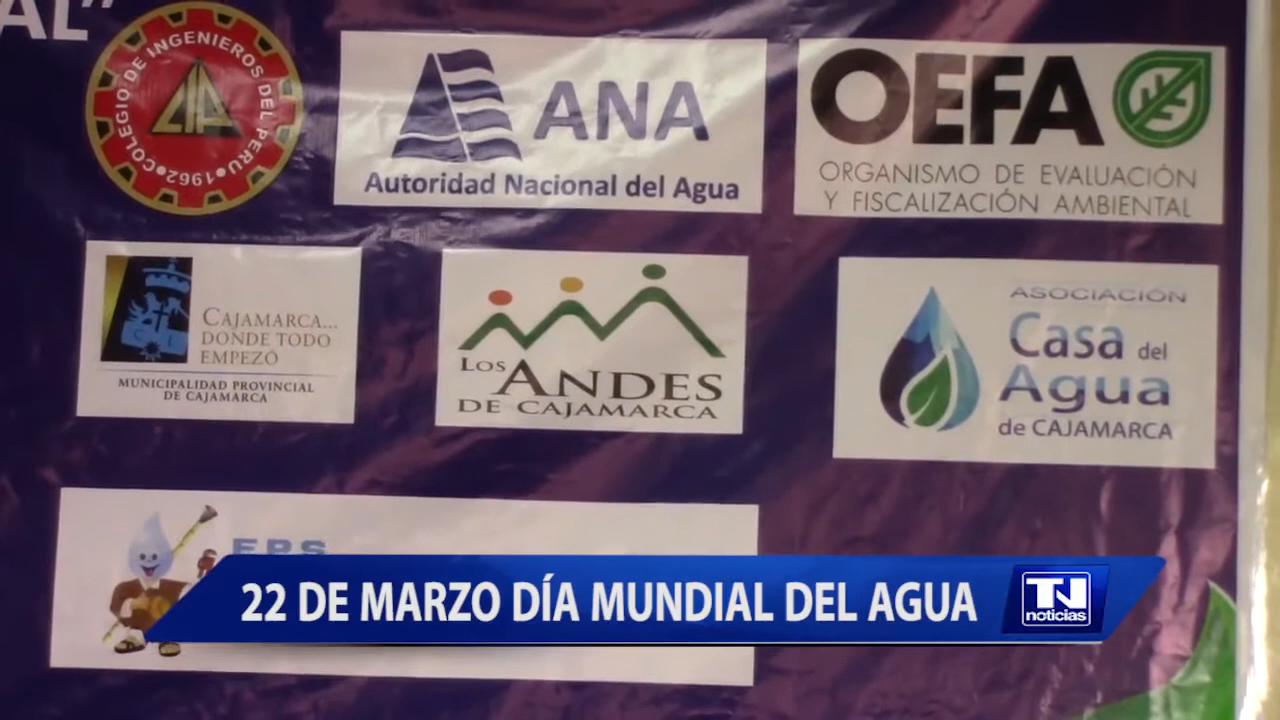 AL"
COLEGIO DE INGENIEROS DEL PERU
1962
CIP
ANA
Autoridad Nacional del Agua
OEFA
ORGANISMO DE EVALUACIÓN
Y FISCALIZACIÓN AMBIENTAL
CAJAMARCA...
DONDE TODO
EMPEZÓ
MUNICIPALIDAD PROVINCIAL
DE CAJAMARCA
LOS ANDES
DE CAJAMARCA
ASOCIACIÓN
Casa del
Agua
de CAJAMARCA
EPS
22 DE MARZO DÍA MUNDIAL DEL AGUA
TN
noticias